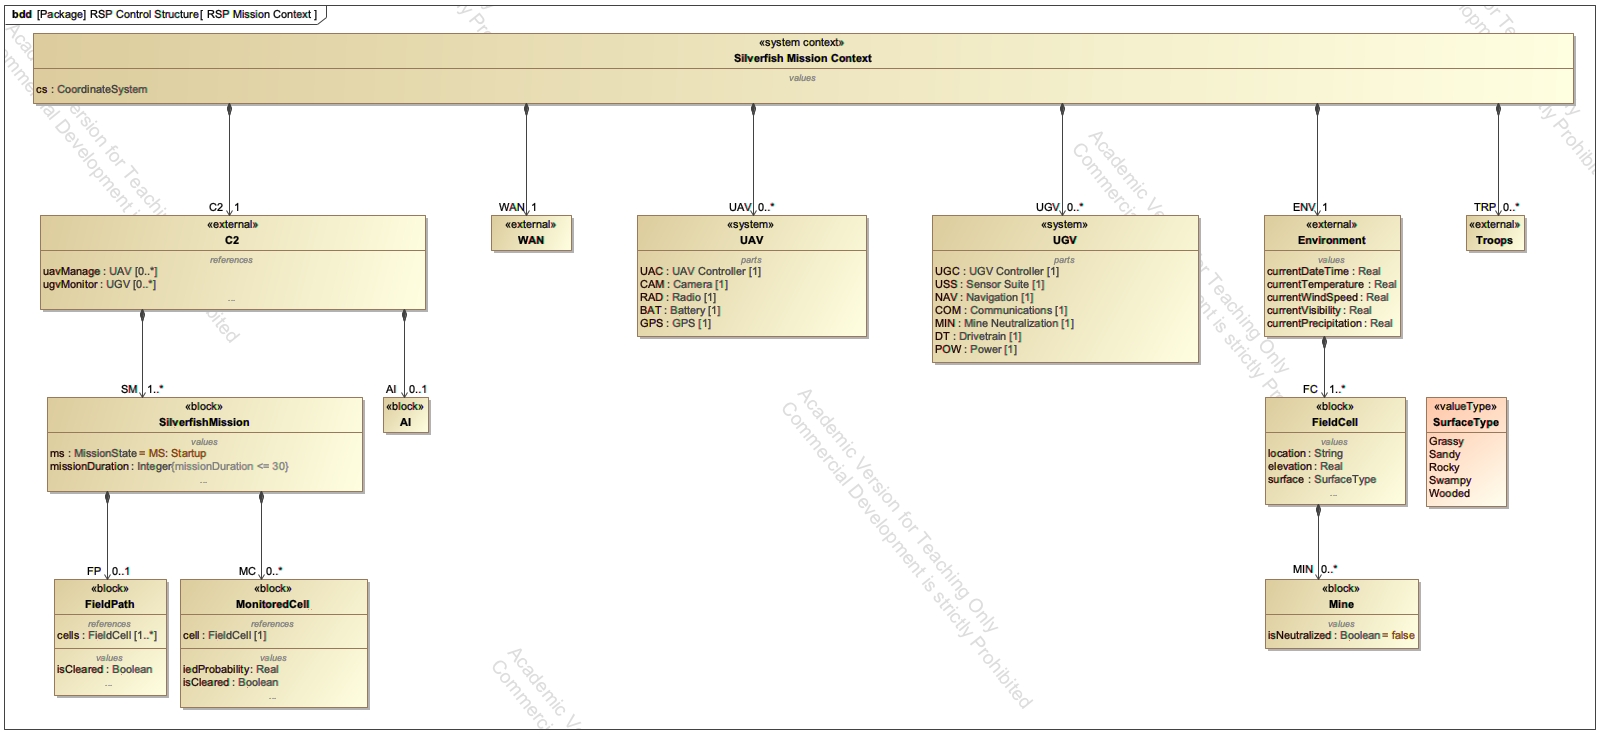 bdd [Package] RSP Control Structure[ RSP Mission Context ]
«system context»
Silverfish Mission Context
values
cs : CoordinateSystem
C2 1
«external»
C2
references
uavManage : UAV [0..*]
ugvMonitor : UGV [0..*]
...
WAN 1
«external»
WAN
UAV 0..*
«system»
UAV
parts
UAC : UAV Controller [1]
CAM : Camera [1]
RAD : Radio [1]
BAT : Battery [1]
GPS : GPS [1]
UGV 0..*
«system»
UGV
parts
UGC : UGV Controller [1]
USS : Sensor Suite [1]
NAV : Navigation [1]
COM : Communications [1]
MIN : Mine Neutralization [1]
DT : Drivetrain [1]
POW : Power [1]
ENV 1
«external»
Environment
values
currentDateTime : Real
currentTemperature : Real
currentWindSpeed : Real
currentVisibility : Real
currentPrecipitation : Real
TRP 0..*
«external»
Troops
SM 1..*
«block»
SilverfishMission
values
ms : MissionState = MS: Startup
missionDuration : Integer{missionDuration <= 30}
...
AI 0..1
«block»
AI
FC 1..*
«block»
FieldCell
values
location : String
elevation : Real
surface : SurfaceType
...
«valueType»
SurfaceType
Grassy
Sandy
Rocky
Swampy
Wooded
FP 0..1
«block»
FieldPath
references
cells : FieldCell [1..*]
values
isCleared : Boolean
...
MC 0..*
«block»
MonitoredCell
references
cell : FieldCell [1]
values
iedProbability : Real
isCleared : Boolean
...
MIN 0..*
«block»
Mine
values
isNeutralized : Boolean = false
Academic Version for Teaching Only
Commercial Development is strictly Prohibited